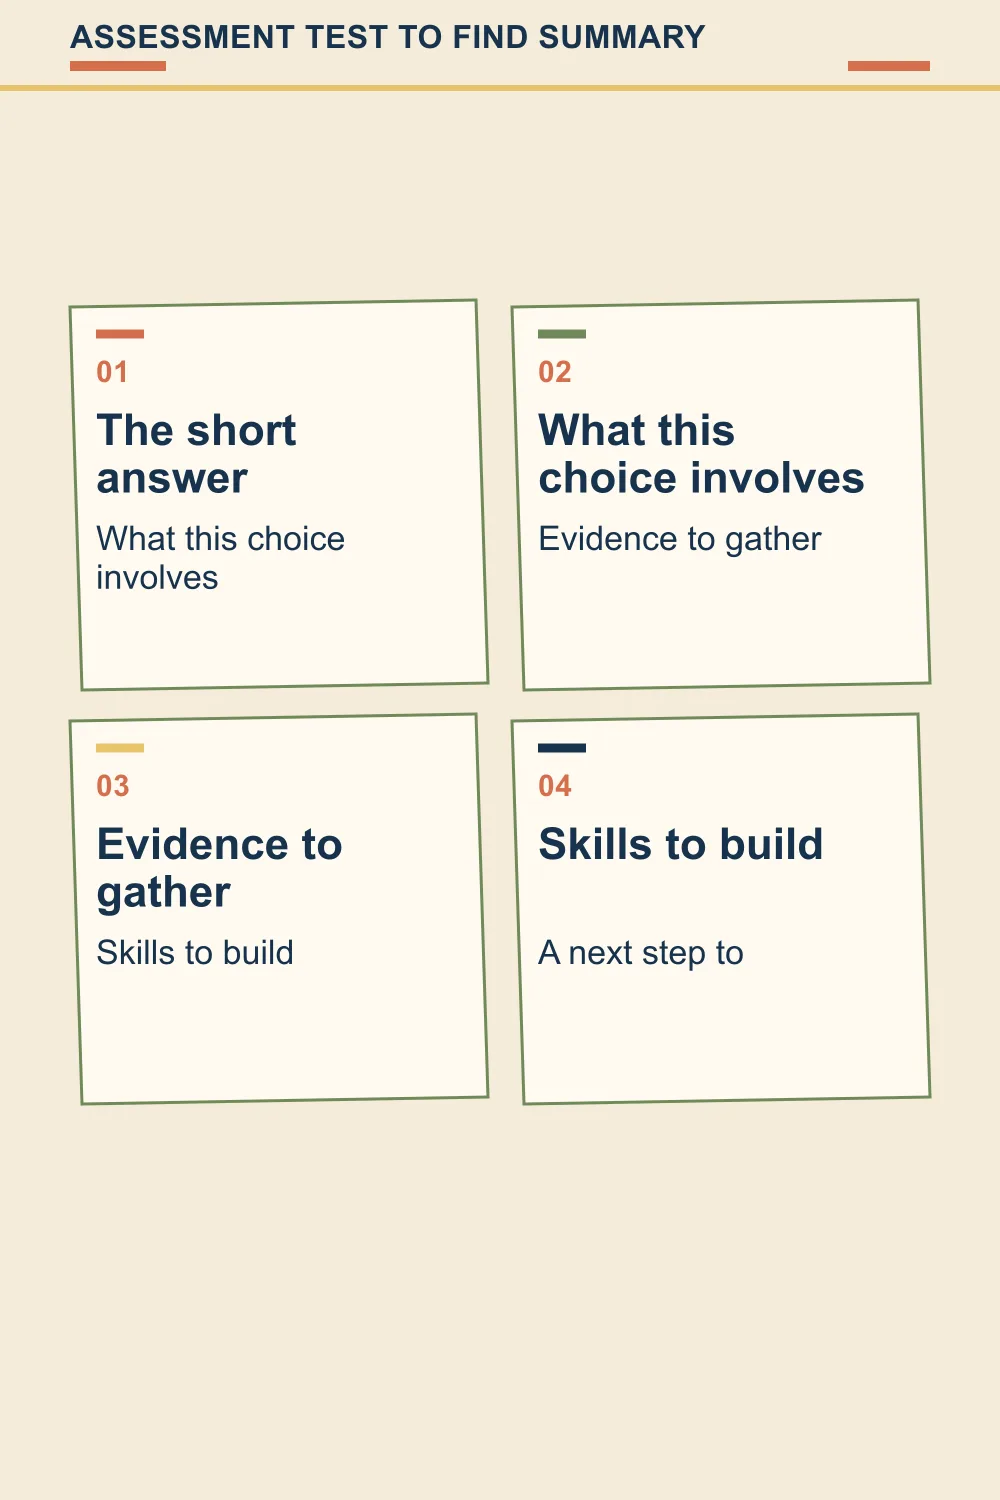 ASSESSMENT TEST TO FIND SUMMARY
01
The short
answer
What this choice
involves
02
What this
choice involves
Evidence to gather
03
Evidence to
gather
Skills to build
04
Skills to build
A next step to